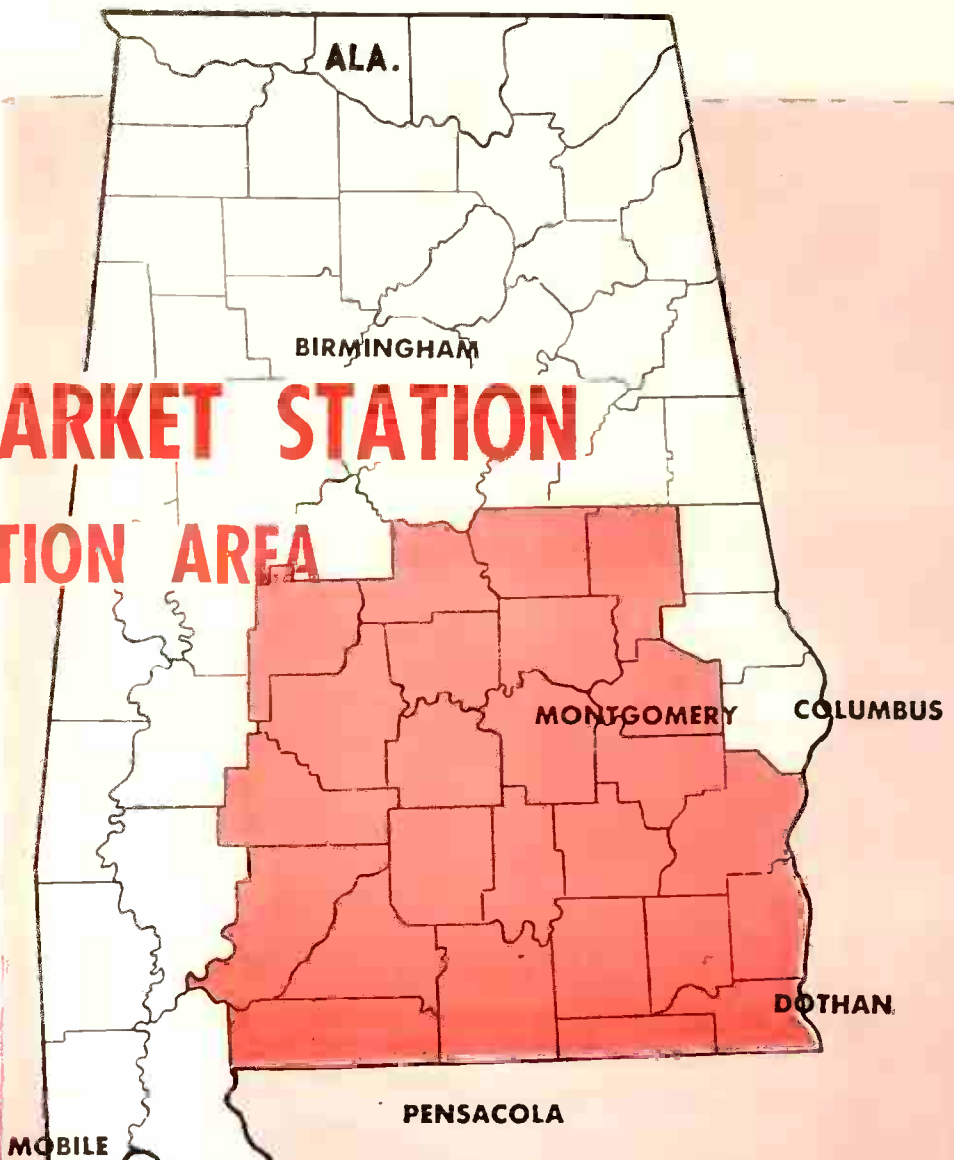 ALA.
BIRMINGHAM
ARKET STATION
TION AREA
MONTGOMERY
COLUMBUS
DOTHAN
PENSACOLA
MOBILE